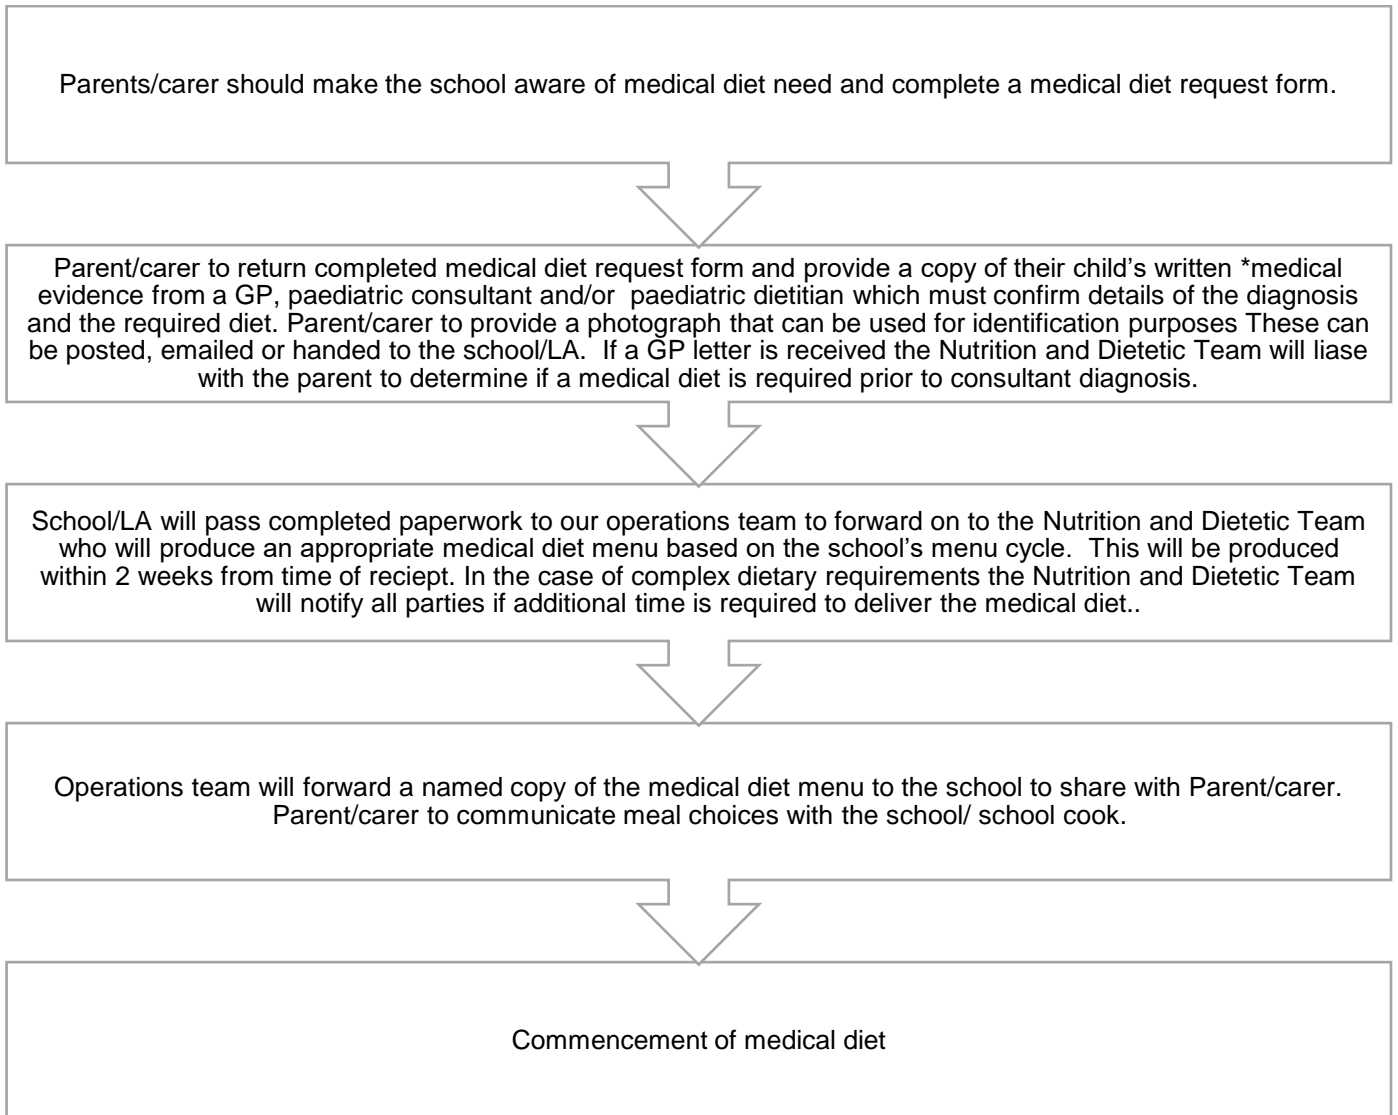 Parents/carer should make the school aware of medical diet need and complete a medical diet request form.
Parent/carer to return completed medical diet request form and provide a copy of their child's written *medical
evidence from a GP, paediatric consultant and/or  paediatric dietitian which must confirm details of the diagnosis
and the required diet. Parent/carer to provide a photograph that can be used for identification purposes These can
be posted, emailed or handed to the school/LA.  If a GP letter is received the Nutrition and Dietetic Team will liase
with the parent to determine if a medical diet is required prior to consultant diagnosis.
School/LA will pass completed paperwork to our operations team to forward on to the Nutrition and Dietetic Team
who will produce an appropriate medical diet menu based on the school's menu cycle.  This will be produced
within 2 weeks from time of reciept. In the case of complex dietary requirements the Nutrition and Dietetic Team
will notify all parties if additional time is required to deliver the medical diet..
Operations team will forward a named copy of the medical diet menu to the school to share with Parent/carer.
Parent/carer to communicate meal choices with the school/ school cook.
Commencement of medical diet